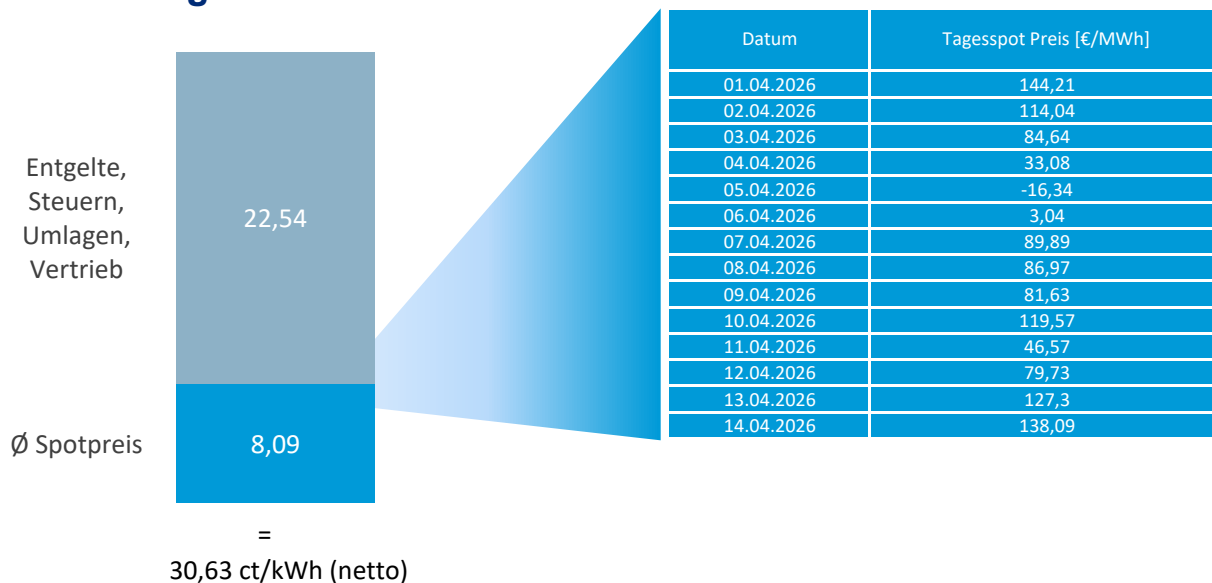 Entgelte,
Steuern,
Umlagen,
Vertrieb
22,54
Ø Spotpreis
8,09
=
30,63 ct/kWh (netto)
Datum Tagesspot Preis [€/MWh]
01.04.2026 144,21
02.04.2026 114,04
03.04.2026 84,64
04.04.2026 33,08
05.04.2026 -16,34
06.04.2026 3,04
07.04.2026 89,89
08.04.2026 86,97
09.04.2026 81,63
10.04.2026 119,57
11.04.2026 46,57
12.04.2026 79,73
13.04.2026 127,3
14.04.2026 138,09